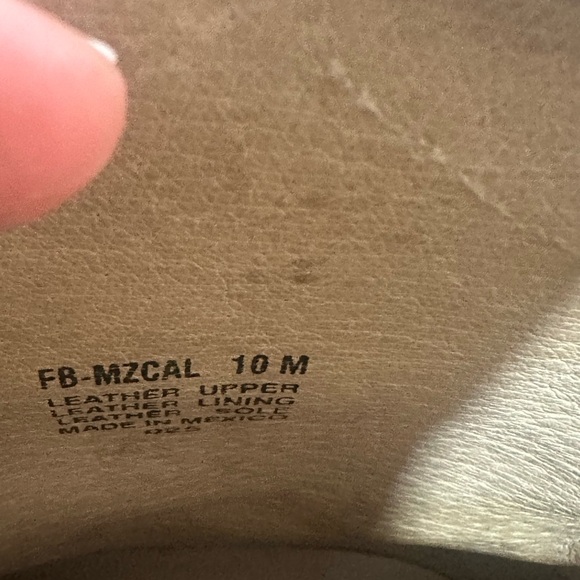 FB-MZCAL 10 M
LEATHER UPPER
LEATHER LINING
LEATHER SOLE
MADE IN MEXICO